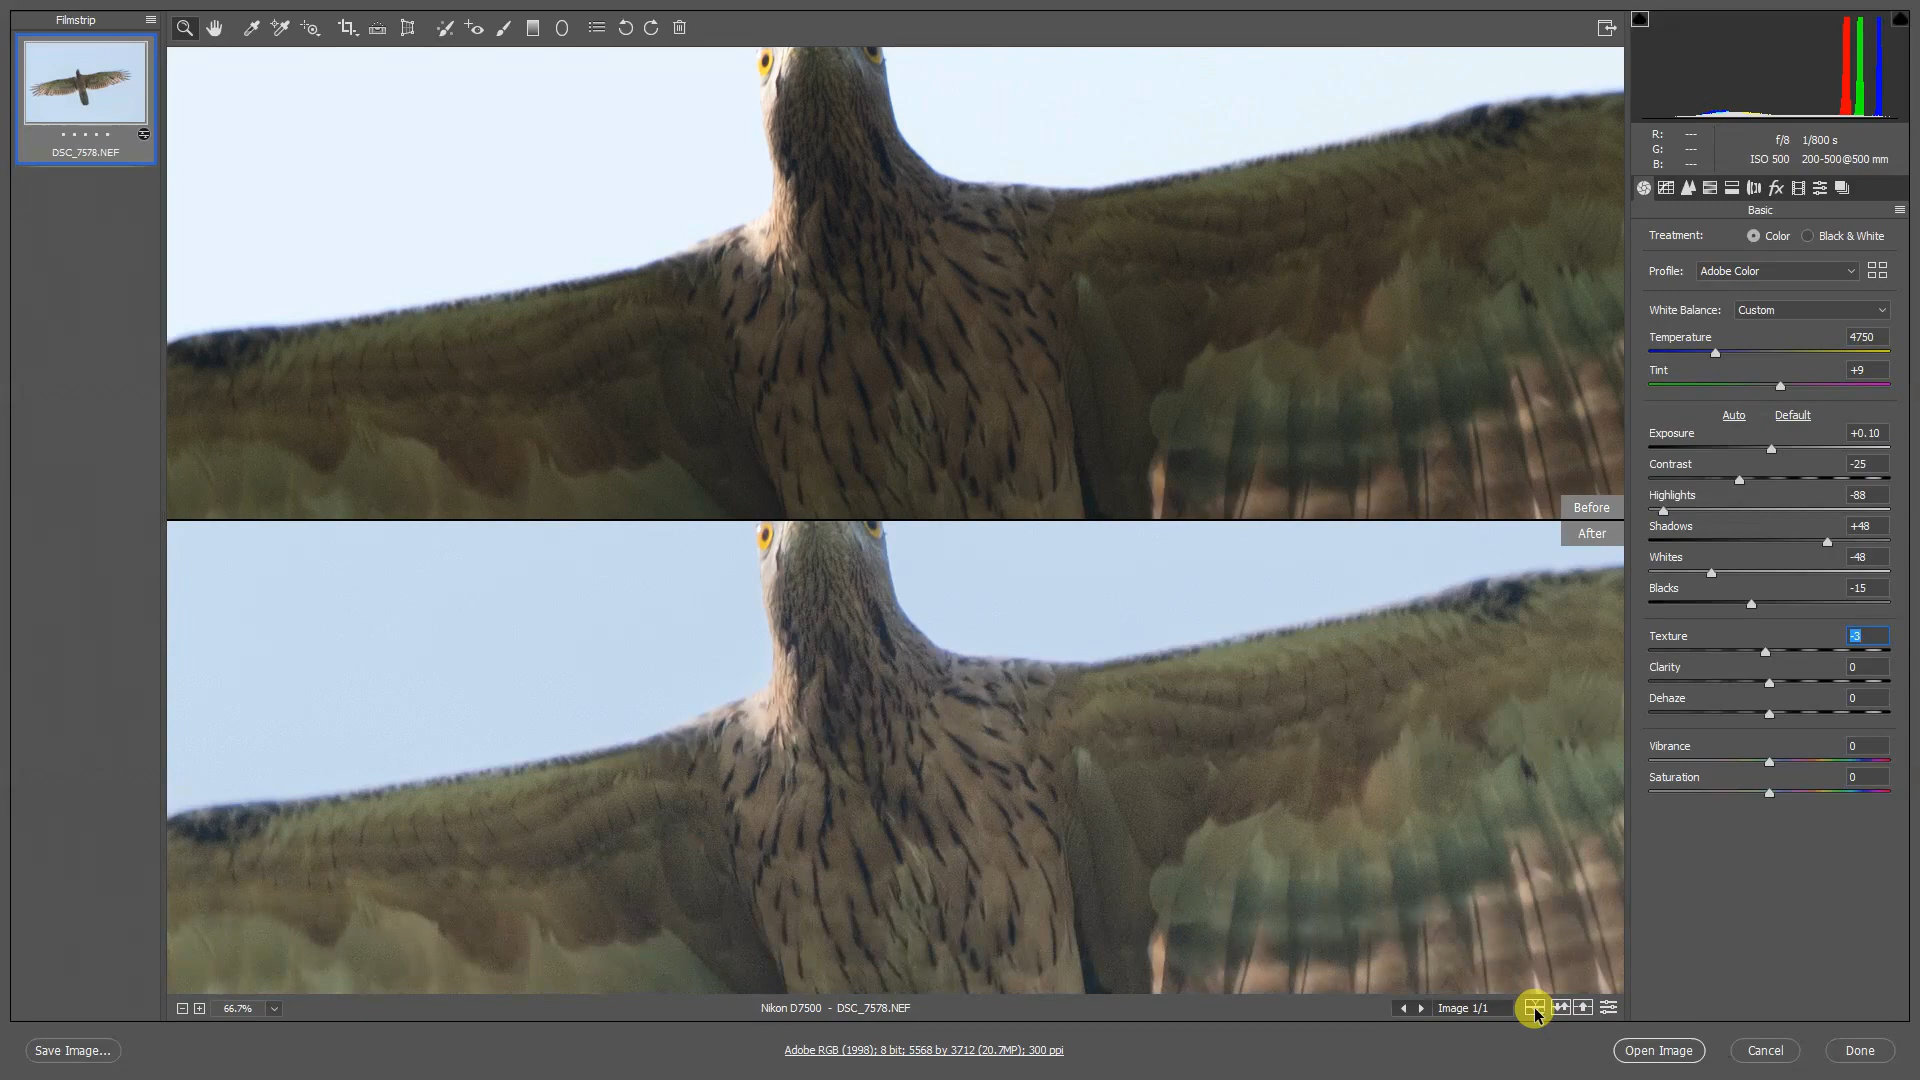 Filmstrip
DSC_7578.NEF
Before
After
66.7%
Nikon D7500 - DSC_7578.NEF
Image 1/1
Save Image...
Adobe RGB (1998); 8 bit; 5568 by 3712 (20.7MP); 300 ppi
Open Image
Cancel
Done
R: ---
G: ---
B: ---
f/8 1/800 s
ISO 500 200-500@500 mm
fx
Basic
Treatment: Color Black & White
Profile: Adobe Color
White Balance: Custom
Temperature 4750
Tint +9
Auto Default
Exposure +0.10
Contrast -25
Highlights -88
Shadows +48
Whites -48
Blacks -15
Texture -3
Clarity 0
Dehaze 0
Vibrance 0
Saturation 0